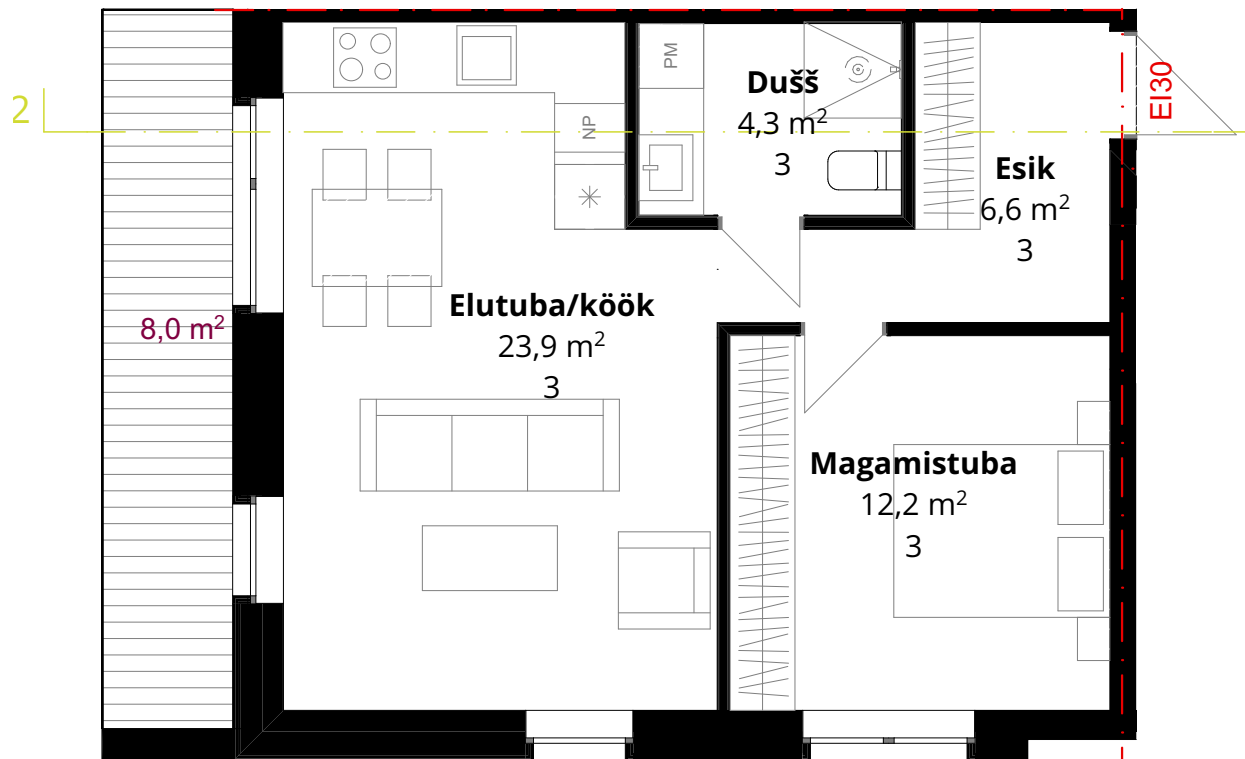 2
PM
NP
Dušš
4,3 m²
3
EI30
Esik
6,6 m²
3
8,0 m²
Elutuba/köök
23,9 m²
3
Magamistuba
12,2 m²
3